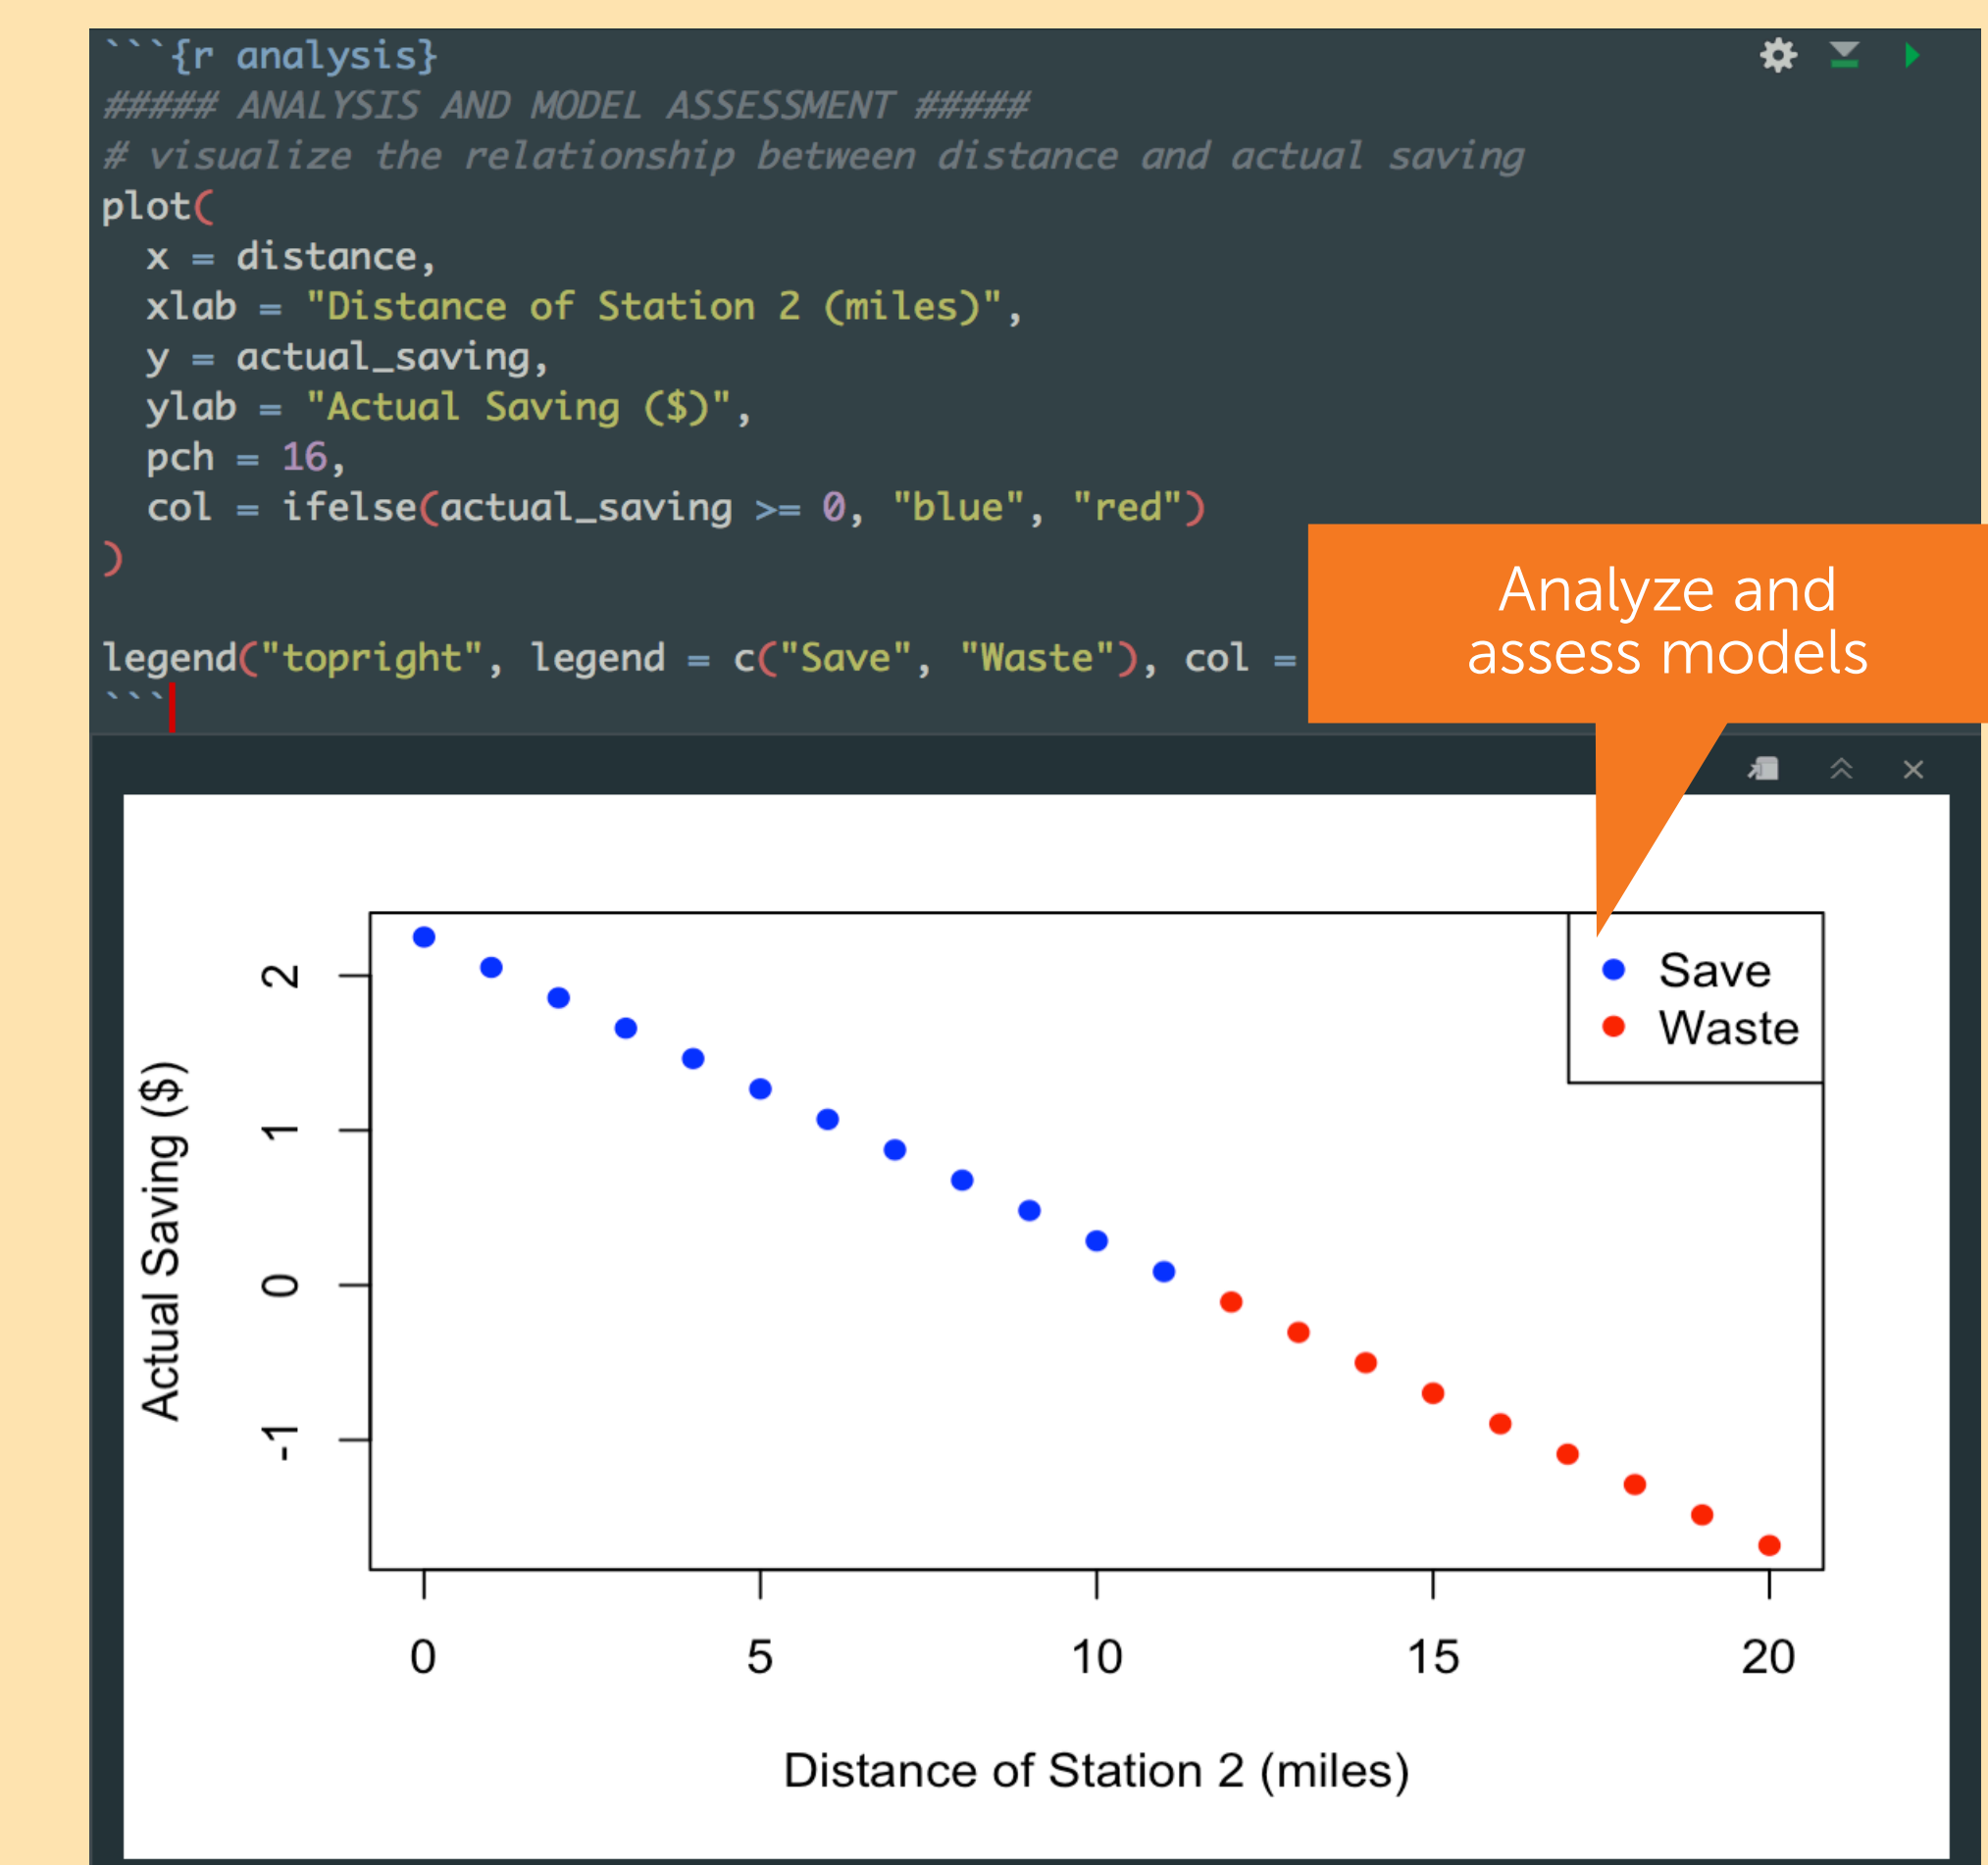 ```{r analysis}
##### ANALYSIS AND MODEL ASSESSMENT #####
# visualize the relationship between distance and actual saving
plot(
  x = distance,
  xlab = "Distance of Station 2 (miles)",
  y = actual_saving,
  ylab = "Actual Saving ($)",
  pch = 16,
  col = ifelse(actual_saving >= 0, "blue", "red")
)
legend("topright", legend = c("Save", "Waste"), col =
```
Analyze and
assess models
Save
Waste
Actual Saving ($)
2
1
0
-1
0 5 10 15 20
Distance of Station 2 (miles)